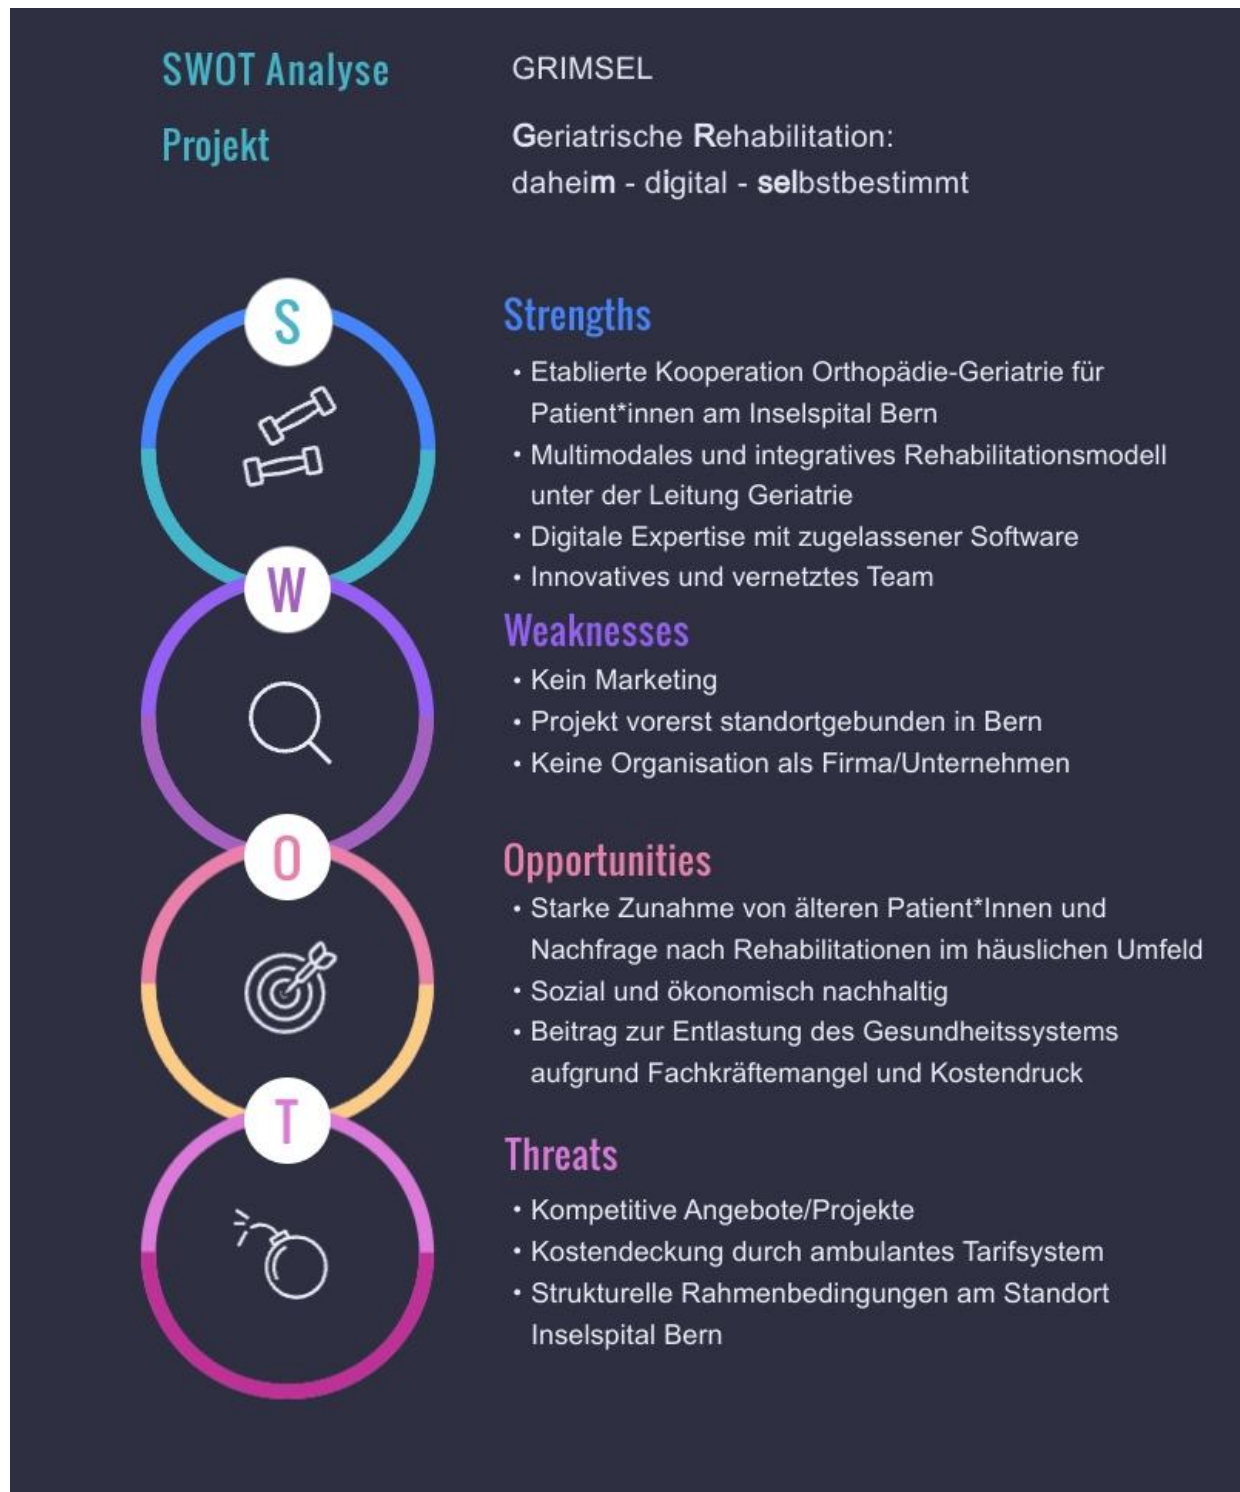 SWOT Analyse
GRIMSEL
Projekt
Geriatrische Rehabilitation:
daheim - digital - selbstbestimmt
S
Strengths
• Etablierte Kooperation Orthopädie-Geriatrie für
Patient*innen am Inselspital Bern
• Multimodales und integratives Rehabilitationsmodell
unter der Leitung Geriatrie
• Digitale Expertise mit zugelassener Software
• Innovatives und vernetztes Team
W
Weaknesses
• Kein Marketing
• Projekt vorerst standortgebunden in Bern
• Keine Organisation als Firma/Unternehmen
O
Opportunities
• Starke Zunahme von älteren Patient*Innen und
Nachfrage nach Rehabilitationen im häuslichen Umfeld
• Sozial und ökonomisch nachhaltig
• Beitrag zur Entlastung des Gesundheitssystems
aufgrund Fachkräftemangel und Kostendruck
T
Threats
• Kompetitive Angebote/Projekte
• Kostendeckung durch ambulantes Tarifsystem
• Strukturelle Rahmenbedingungen am Standort
Inselspital Bern